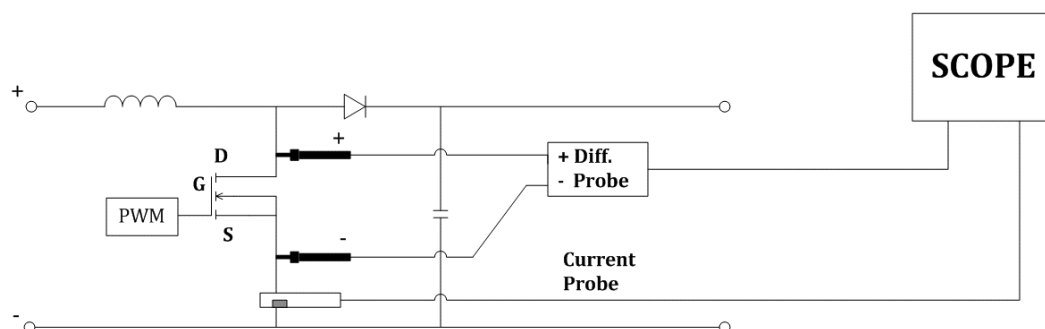 SCOPE
+
+
D
+ Diff.
G
- Probe
PWM
S
-
Current
Probe
-